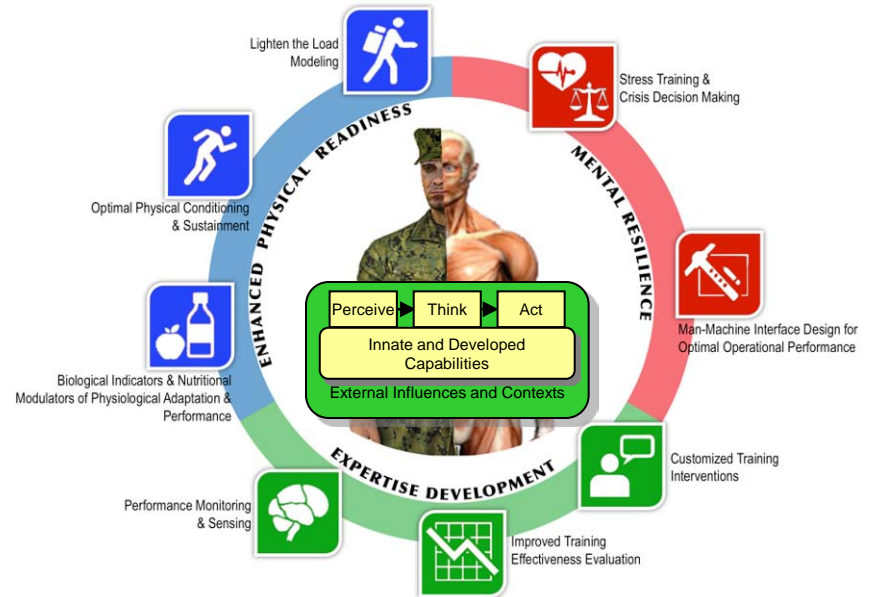 Lighten the Load
Modeling
Stress Training &
Crisis Decision Making
ENHANCED PHYSICAL READINESS
MENTAL RESILIENCE
Optimal Physical Conditioning
& Sustainment
Perceive
Think
Act
Innate and Developed
Capabilities
External Influences and Contexts
Man-Machine Interface Design for
Optimal Operational Performance
Biological Indicators & Nutritional
Modulators of Physiological Adaptation &
Performance
EXPERTISE DEVELOPMENT
Customized Training
Interventions
Performance Monitoring
& Sensing
Improved Training
Effectiveness Evaluation